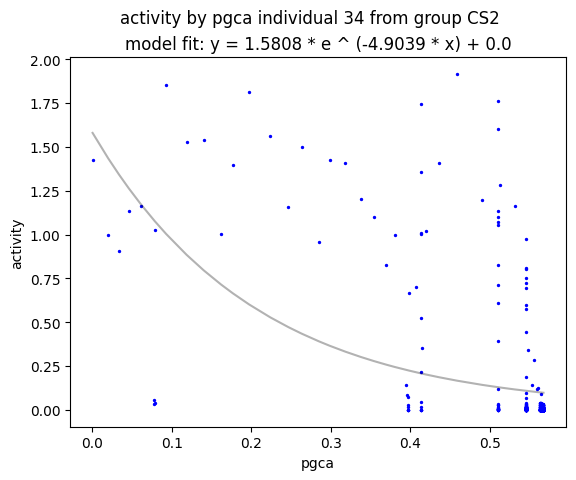 activity by pgca individual 34 from group CS2
model fit: y = 1.5808 * e ^ (-4.9039 * x) + 0.0
2.00
1.75
1.50
1.25
1.00
0.75
0.50
0.25
0.00
activity
0.0 0.1 0.2 0.3 0.4 0.5
pgca